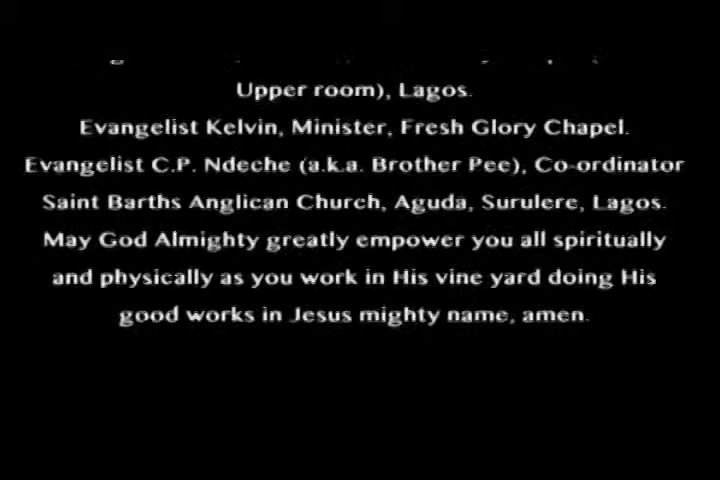 Upper room), Lagos.
Evangelist Kelvin, Minister, Fresh Glory Chapel.
Evangelist C.P. Ndeche (a.k.a. Brother Pee), Co-ordinator
Saint Barths Anglican Church, Aguda, Surulere, Lagos.
May God Almighty greatly empower you all spiritually
and physically as you work in His vine yard doing His
good works in Jesus mighty name, amen.